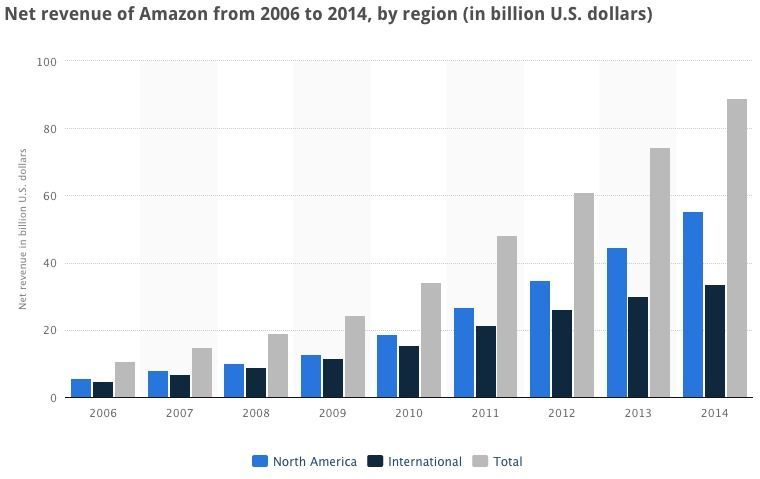 Net revenue of Amazon from 2006 to 2014, by region (in billion U.S. dollars)
Net revenue in billion U.S. dollars
100
80
60
40
20
0
2006 2007 2008 2009 2010 2011 2012 2013 2014
North America International Total